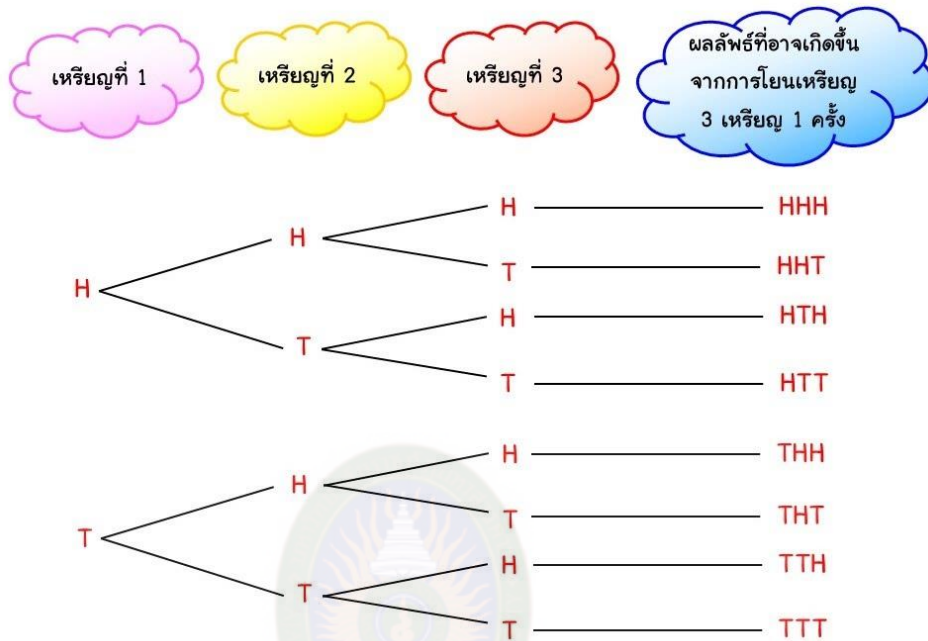 เหรียญที่ 1
เหรียญที่ 2
เหรียญที่ 3
ผลลัพธ์ที่อาจเกิดขึ้น
จากการโยนเหรียญ
3 เหรียญ 1 ครั้ง
H HHH
H
T HHT
H
H HTH
T
T HTT
H THH
H
T THT
T
H TTH
T
T TTT